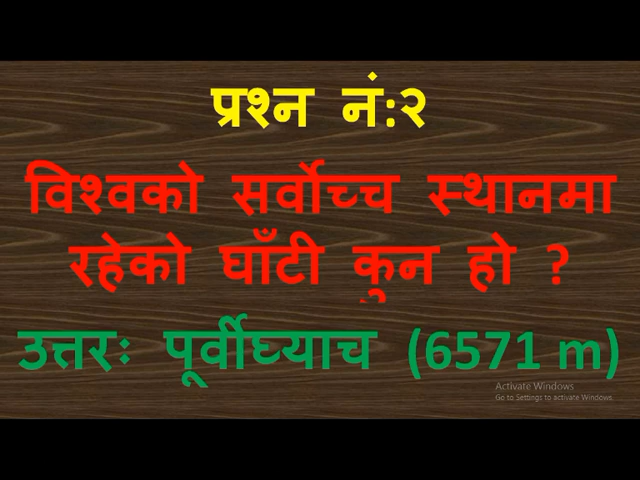 प्रश्न नं:२
विश्वको सर्वोच्च स्थानमा
रहेको घाँटी कुन हो ?
उत्तरः पूर्वीघ्याच (6571 m)
Activate Windows
Go to Settings to activate Windows.